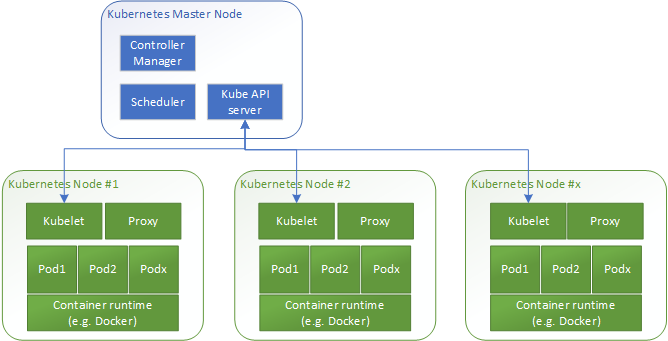 Kubernetes Master Node
Controller
Manager
Scheduler
Kube API
server
Kubernetes Node #1
Kubelet
Proxy
Pod1
Pod2
Podx
Container runtime
(e.g. Docker)
Kubernetes Node #2
Kubelet
Proxy
Pod1
Pod2
Podx
Container runtime
(e.g. Docker)
Kubernetes Node #x
Kubelet
Proxy
Pod1
Pod2
Podx
Container runtime
(e.g. Docker)